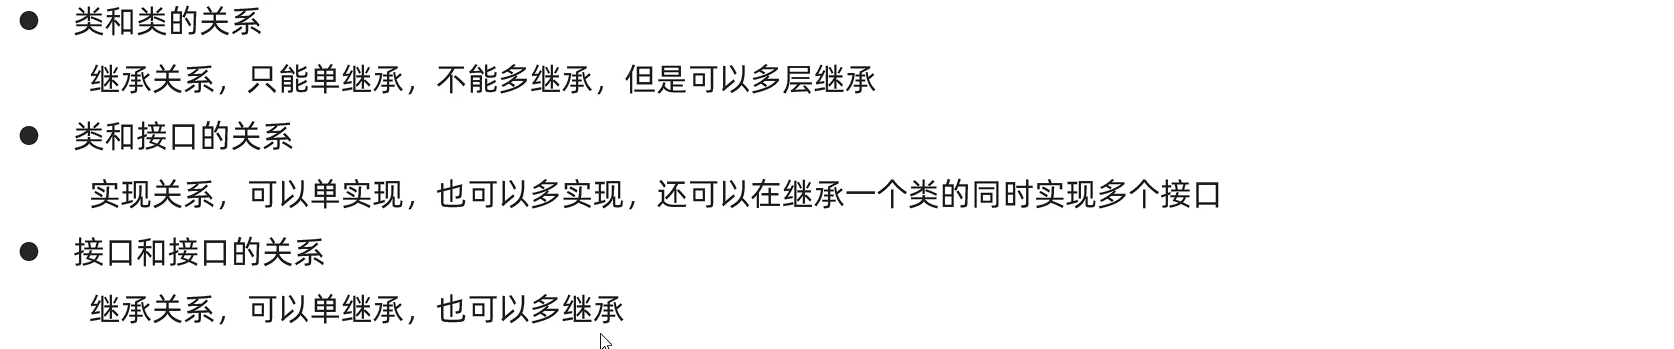 ● 类和类的关系
继承关系，只能单继承，不能多继承，但是可以多层继承
● 类和接口的关系
实现关系，可以单实现，也可以多实现，还可以在继承一个类的同时实现多个接口
● 接口和接口的关系
继承关系，可以单继承，也可以多继承